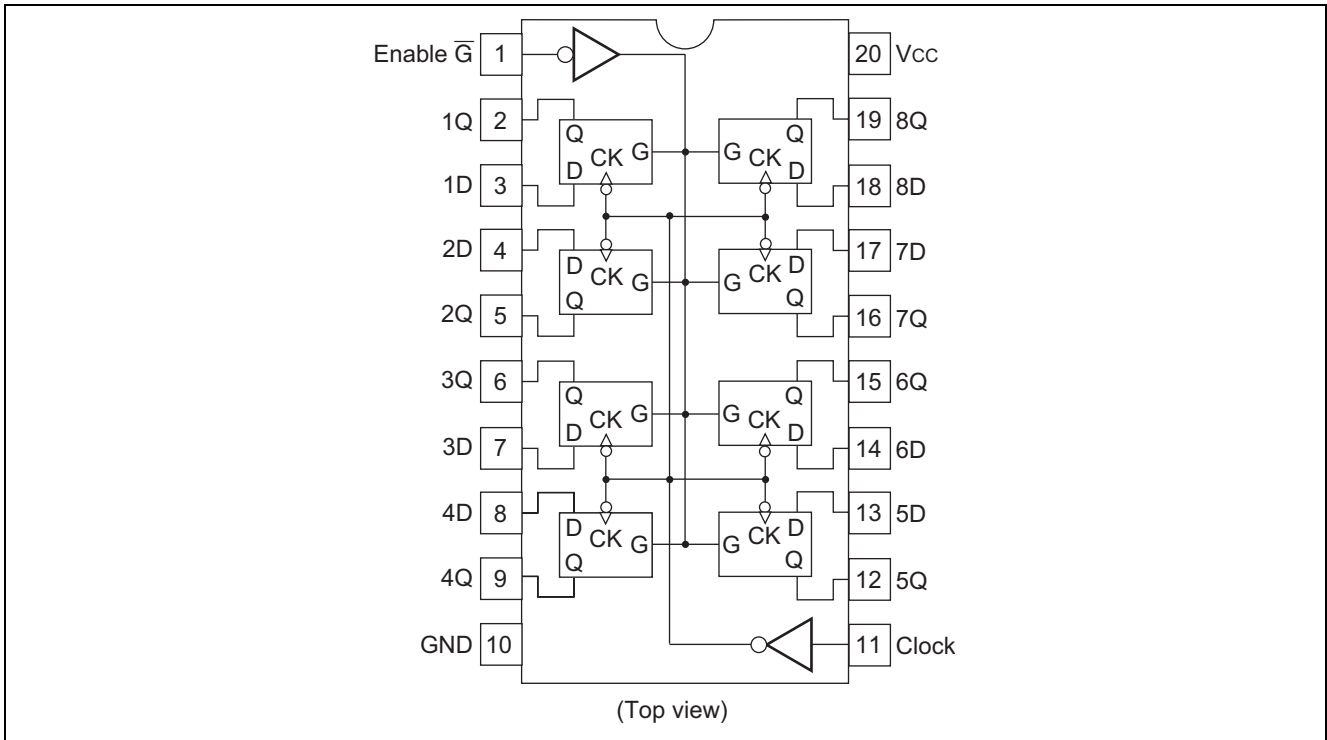 Enable G̅ 1
20 Vcc
1Q 2
19 8Q
Q Q
CK G G CK
D D
1D 3
18 8D
2D 4
17 7D
D D
CK G G CK
Q Q
2Q 5
16 7Q
3Q 6
15 6Q
Q Q
CK G G CK
D D
3D 7
14 6D
4D 8
13 5D
D D
CK G G CK
Q Q
4Q 9
12 5Q
GND 10
11 Clock
(Top view)